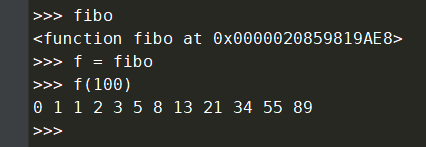 >>> fibo
<function fibo at 0x0000020859819AE8>
>>> f = fibo
>>> f(100)
0 1 1 2 3 5 8 13 21 34 55 89
>>>